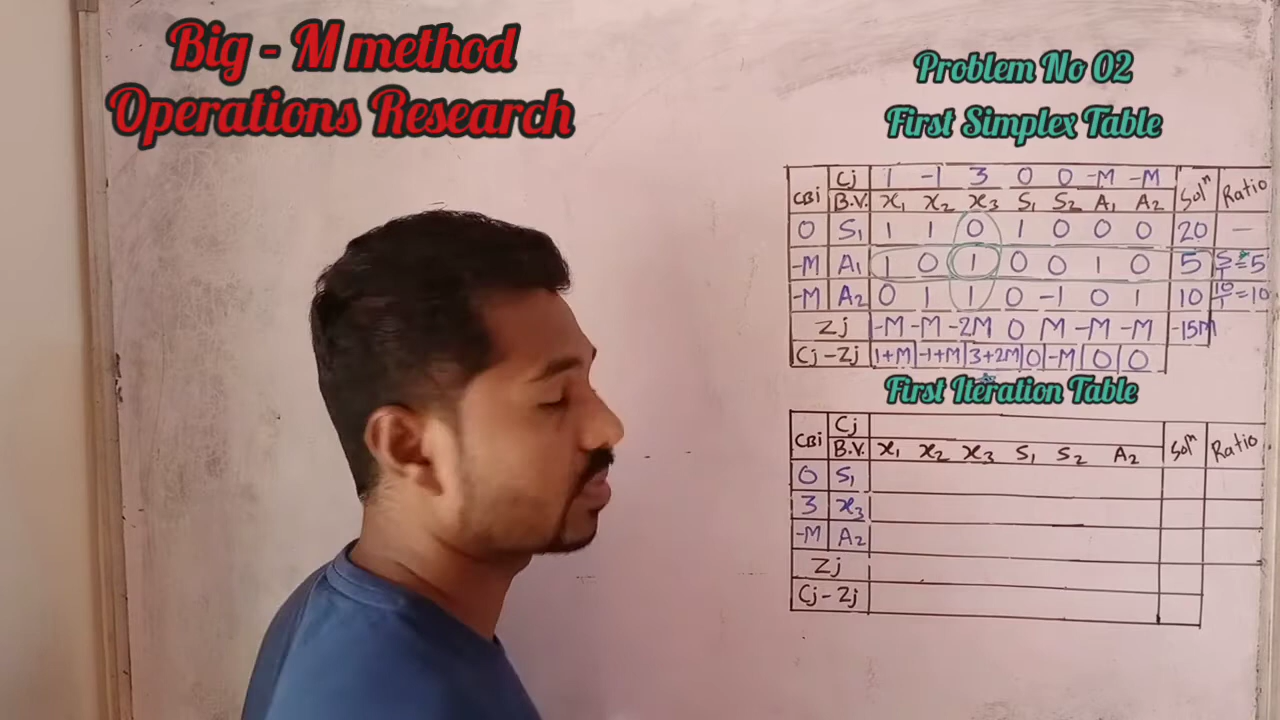 Big - M method
Operations Research
Problem No 02
First Simplex Table
CBi Cj 1 -1 3 0 0 -M -M Solⁿ Ratio
B.V. x₁ x₂ x₃ S₁ S₂ A₁ A₂
0 S₁ 1 1 0 1 0 0 0 20 —
-M A₁ 1 0 1 0 0 1 0 5 5/1 = 5
-M A₂ 0 1 1 0 -1 0 1 10 10/1 = 10
Zj -M -M -2M 0 M -M -M -15M
Cj - Zj 1+M -1+M 3+2M 0 -M 0 0
First Iteration Table
CBi Cj Solⁿ Ratio
B.V. x₁ x₂ x₃ S₁ S₂ A₂
0 S₁
3 x₃
-M A₂
Zj
Cj - Zj